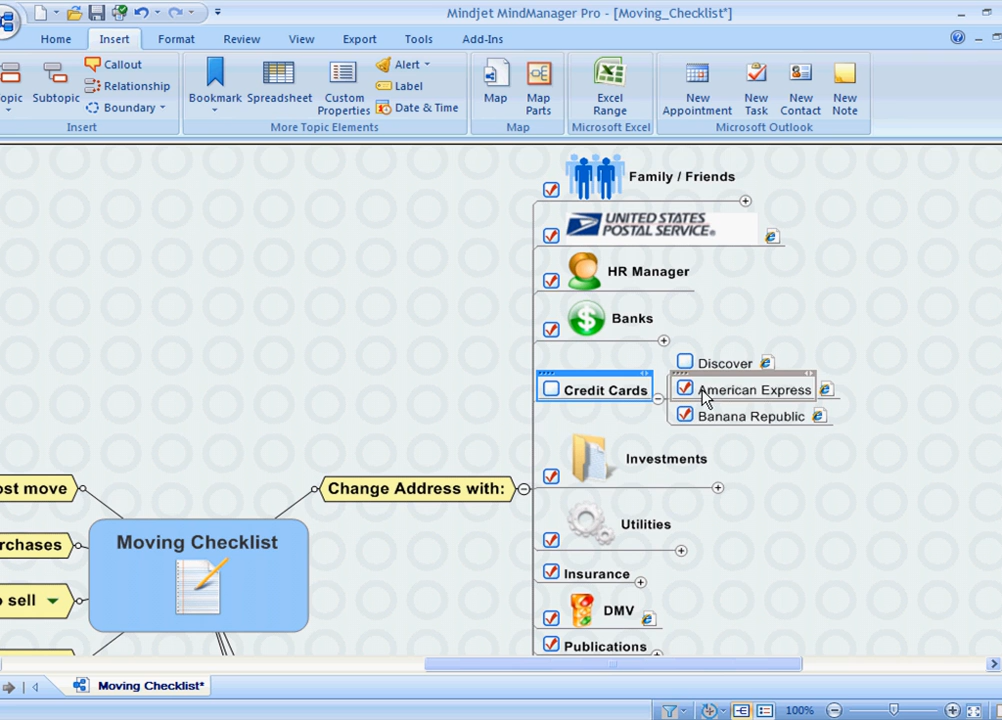 Mindjet MindManager Pro - [Moving_Checklist*]
Home Insert Format Review View Export Tools Add-Ins
opic
Subtopic
Callout
Relationship
Boundary
Insert
Bookmark
Spreadsheet
Custom
Properties
Alert
Label
Date & Time
More Topic Elements
Map
Map
Parts
Map
Excel
Range
Microsoft Excel
New
Appointment
New
Task
New
Contact
New
Note
Microsoft Outlook
Family / Friends
UNITED STATES
POSTAL SERVICE®
HR Manager
Banks
Discover
Credit Cards
American Express
Banana Republic
Investments
ost move
Change Address with:
Utilities
rchases
Moving Checklist
Insurance
o sell
DMV
Publications
Moving Checklist*
100%